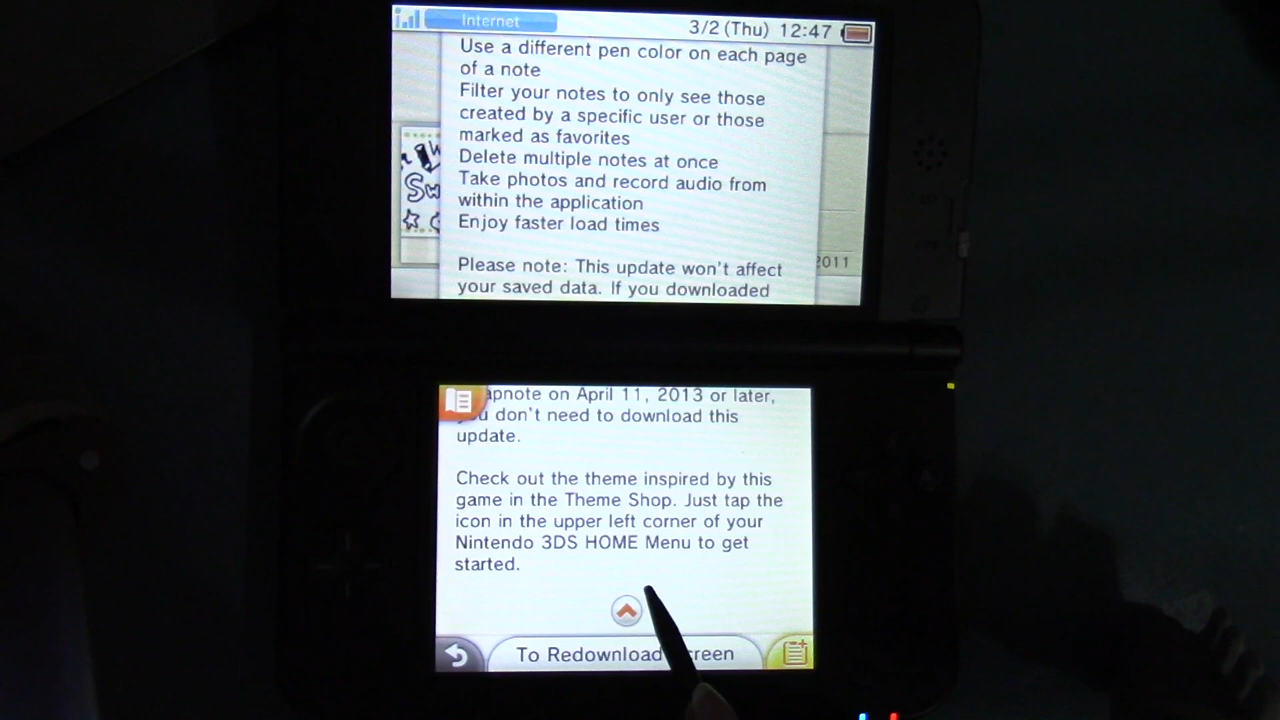 Internet
3/2 (Thu) 12:47
Use a different pen color on each page
of a note
Filter your notes to only see those
created by a specific user or those
marked as favorites
Delete multiple notes at once
Take photos and record audio from
within the application
Enjoy faster load times
Please note: This update won't affect
your saved data. If you downloaded
2011
apnote on April 11, 2013 or later,
u don't need to download this
update.
Check out the theme inspired by this
game in the Theme Shop. Just tap the
icon in the upper left corner of your
Nintendo 3DS HOME Menu to get
started.
To Redownload creen